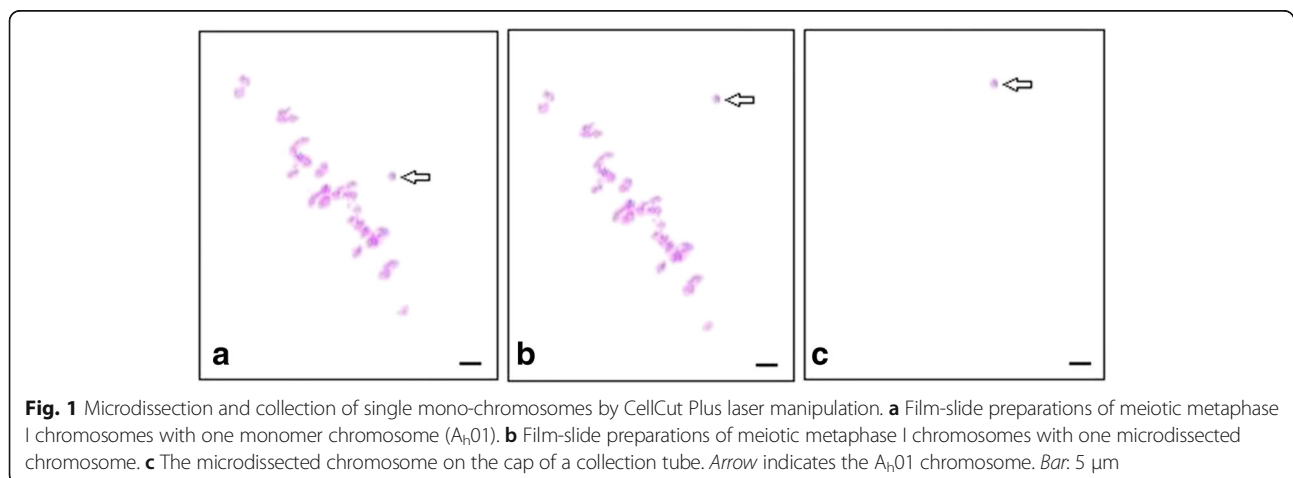 a
b
c
Fig. 1 Microdissection and collection of single mono-chromosomes by CellCut Plus laser manipulation. a Film-slide preparations of meiotic metaphase
I chromosomes with one monomer chromosome (Ah01). b Film-slide preparations of meiotic metaphase I chromosomes with one microdissected
chromosome. c The microdissected chromosome on the cap of a collection tube. Arrow indicates the Ah01 chromosome. Bar: 5 μm